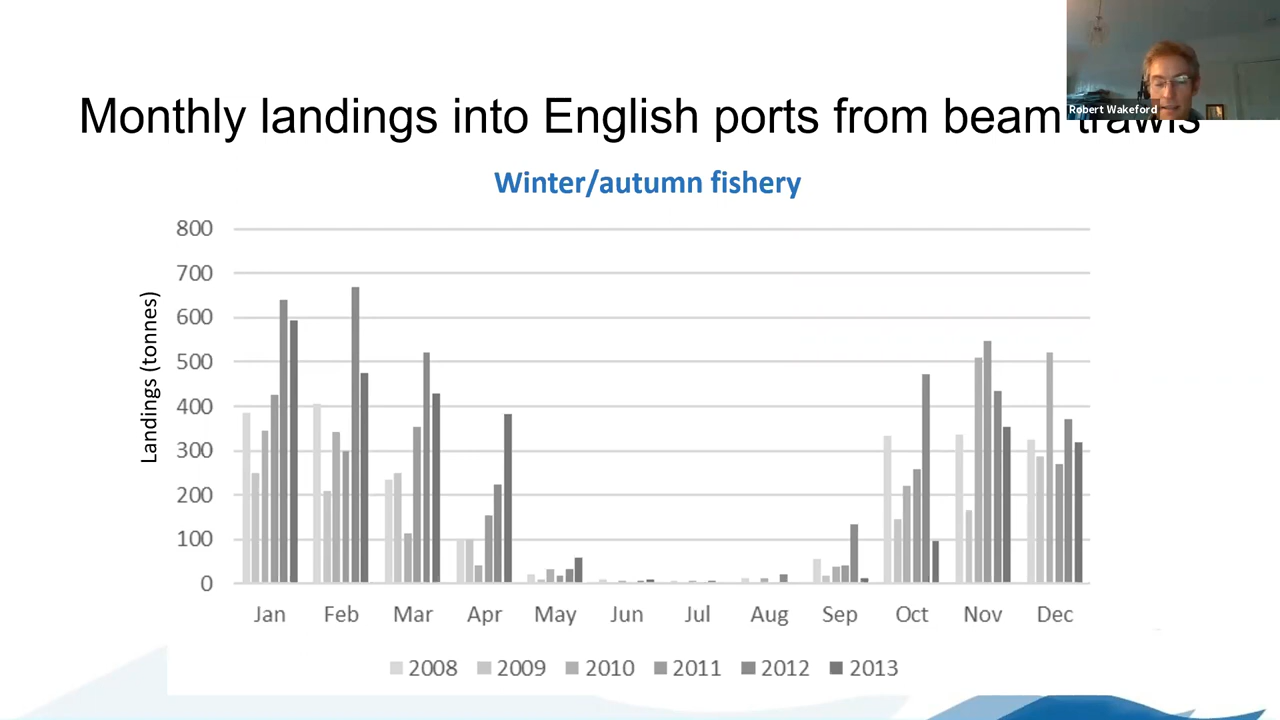 Robert Wakeford
Monthly landings into English ports from beam trawls
Winter/autumn fishery
Landings (tonnes)
800
700
600
500
400
300
200
100
0
Jan Feb Mar Apr May Jun Jul Aug Sep Oct Nov Dec
2008 2009 2010 2011 2012 2013